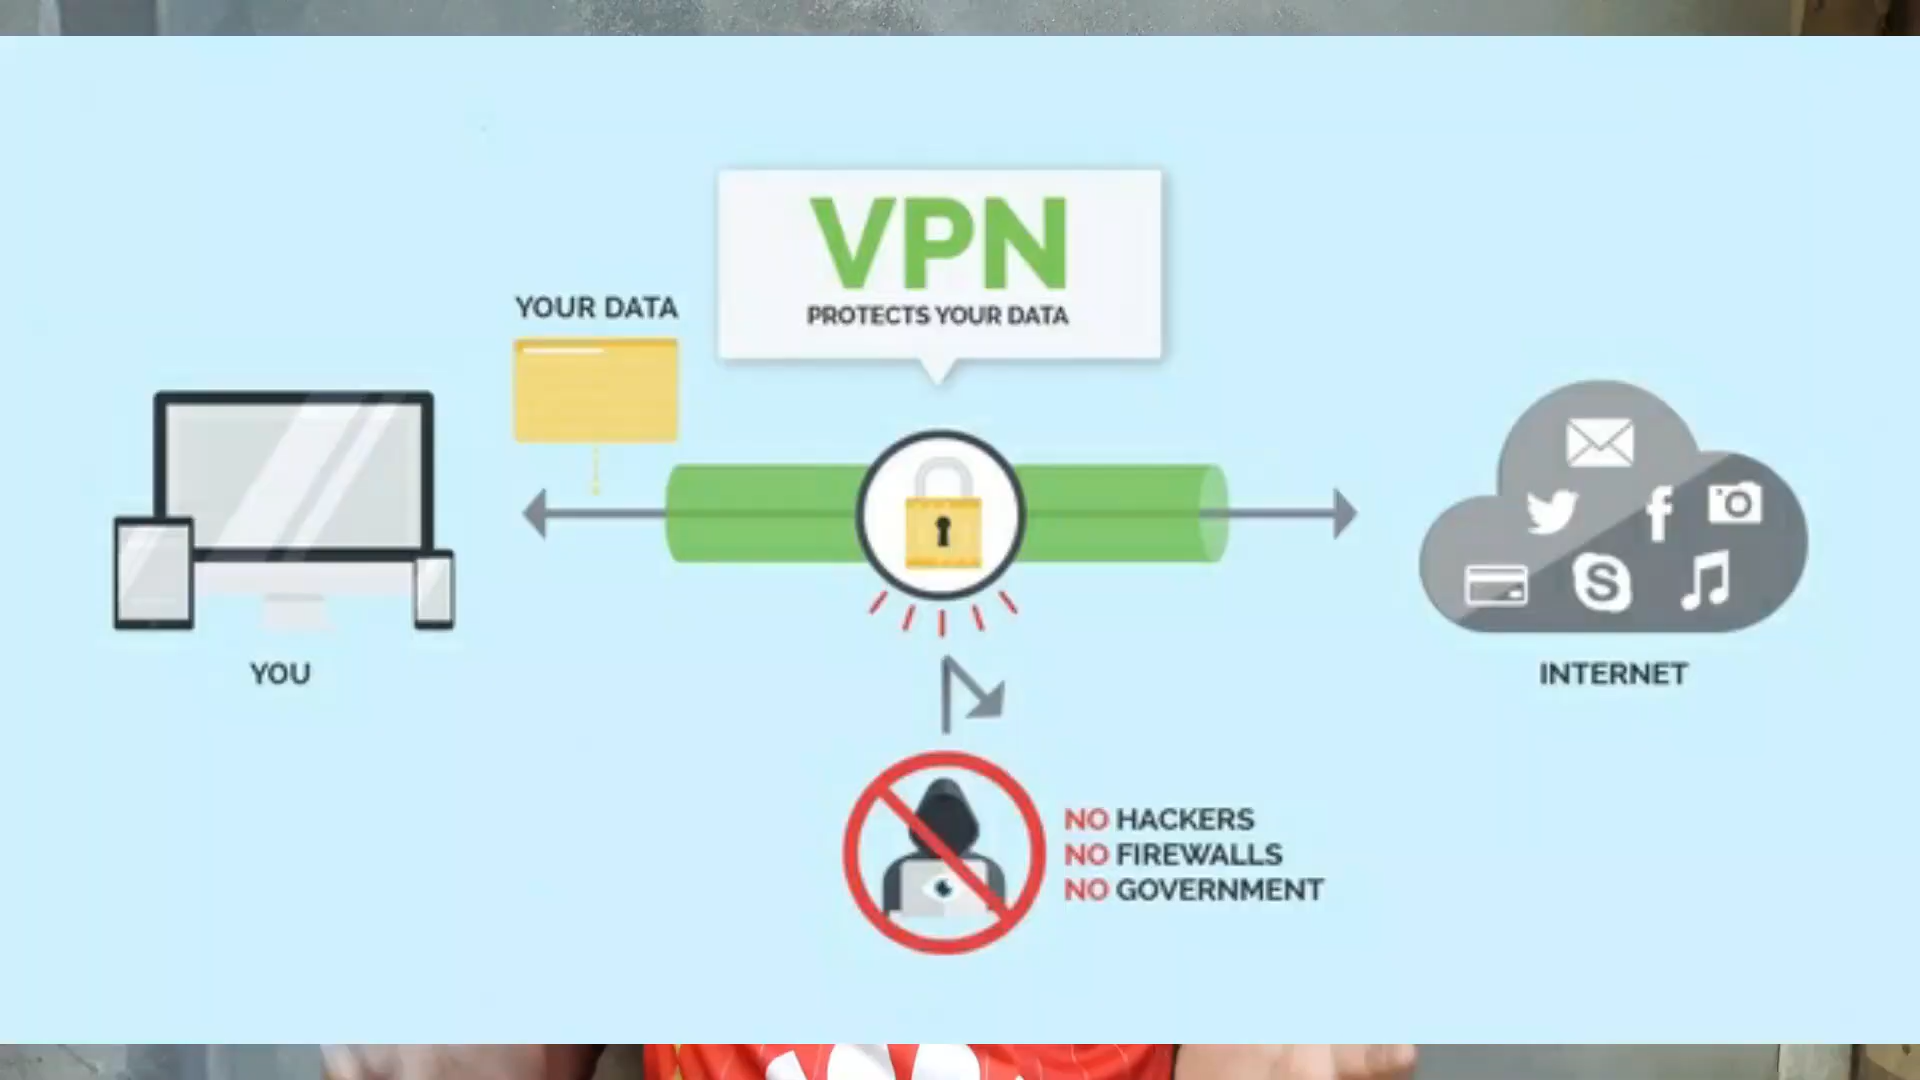 VPN
PROTECTS YOUR DATA
YOUR DATA
YOU
INTERNET
NO HACKERS
NO FIREWALLS
NO GOVERNMENT